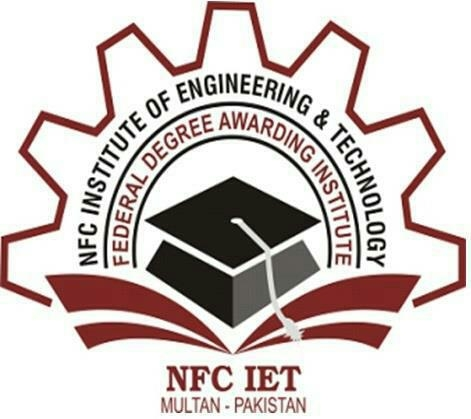 NFC INSTITUTE OF ENGINEERING & TECHNOLOGY
FEDERAL DEGREE AWARDING INSTITUTE
NFC IET
MULTAN - PAKISTAN